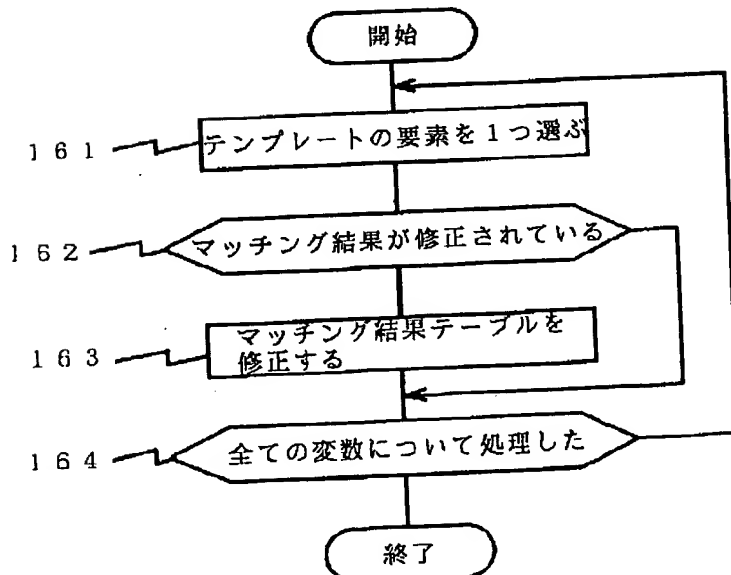 開始
161
テンプレートの要素を1つ選ぶ
162
マッチング結果が修正されている
163
マッチング結果テーブルを
修正する
164
全ての変数について処理した
終了